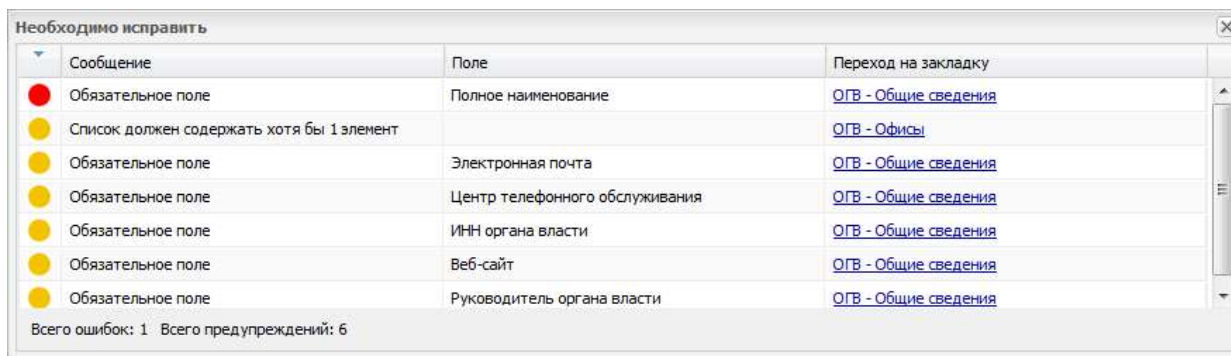 Необходимо исправить
Сообщение Поле Переход на закладку
Обязательное поле Полное наименование ОГВ - Общие сведения
Список должен содержать хотя бы 1 элемент ОГВ - Офисы
Обязательное поле Электронная почта ОГВ - Общие сведения
Обязательное поле Центр телефонного обслуживания ОГВ - Общие сведения
Обязательное поле ИНН органа власти ОГВ - Общие сведения
Обязательное поле Веб-сайт ОГВ - Общие сведения
Обязательное поле Руководитель органа власти ОГВ - Общие сведения
Всего ошибок: 1 Всего предупреждений: 6